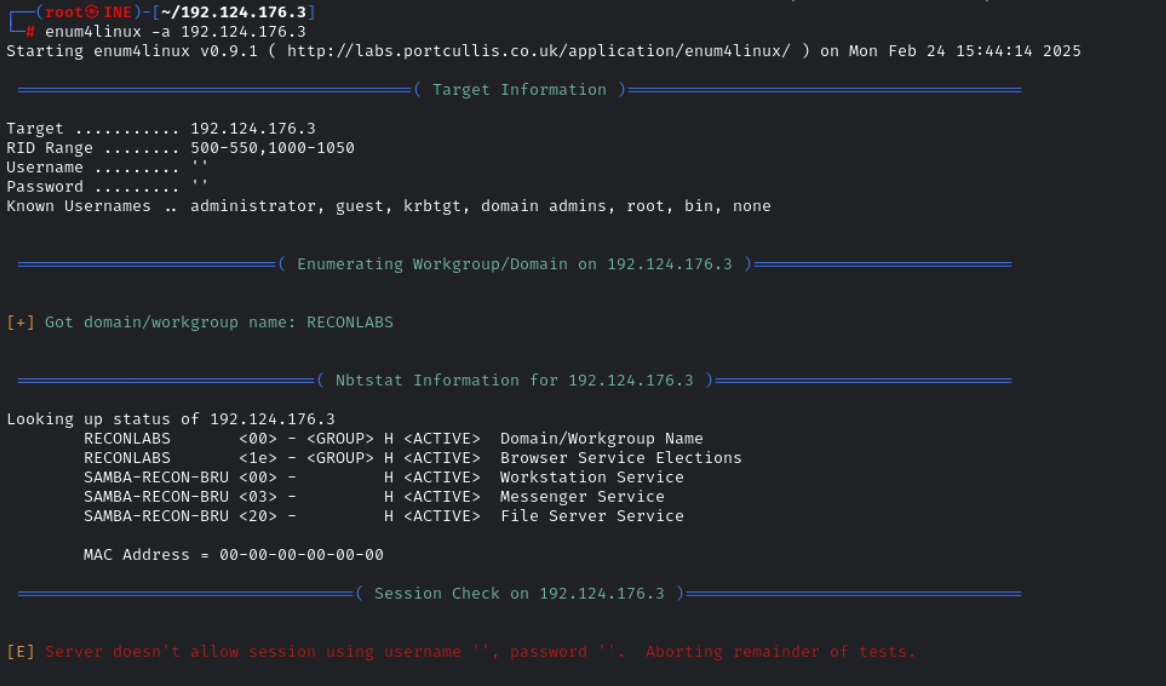 ┌──(root㉿INE)-[~/192.124.176.3]
└─# enum4linux -a 192.124.176.3
Starting enum4linux v0.9.1 ( http://labs.portcullis.co.uk/application/enum4linux/ ) on Mon Feb 24 15:44:14 2025
=========================================( Target Information )=========================================
Target ........... 192.124.176.3
RID Range ........ 500-550,1000-1050
Username ......... ''
Password ......... ''
Known Usernames .. administrator, guest, krbtgt, domain admins, root, bin, none
===========================( Enumerating Workgroup/Domain on 192.124.176.3 )===========================
[+] Got domain/workgroup name: RECONLABS
===============================( Nbtstat Information for 192.124.176.3 )===============================
Looking up status of 192.124.176.3
RECONLABS       <00> - <GROUP> H <ACTIVE>  Domain/Workgroup Name
RECONLABS       <1e> - <GROUP> H <ACTIVE>  Browser Service Elections
SAMBA-RECON-BRU <00> -         H <ACTIVE>  Workstation Service
SAMBA-RECON-BRU <03> -         H <ACTIVE>  Messenger Service
SAMBA-RECON-BRU <20> -         H <ACTIVE>  File Server Service
MAC Address = 00-00-00-00-00-00
===================================( Session Check on 192.124.176.3 )===================================
[E] Server doesn't allow session using username '', password ''.  Aborting remainder of tests.